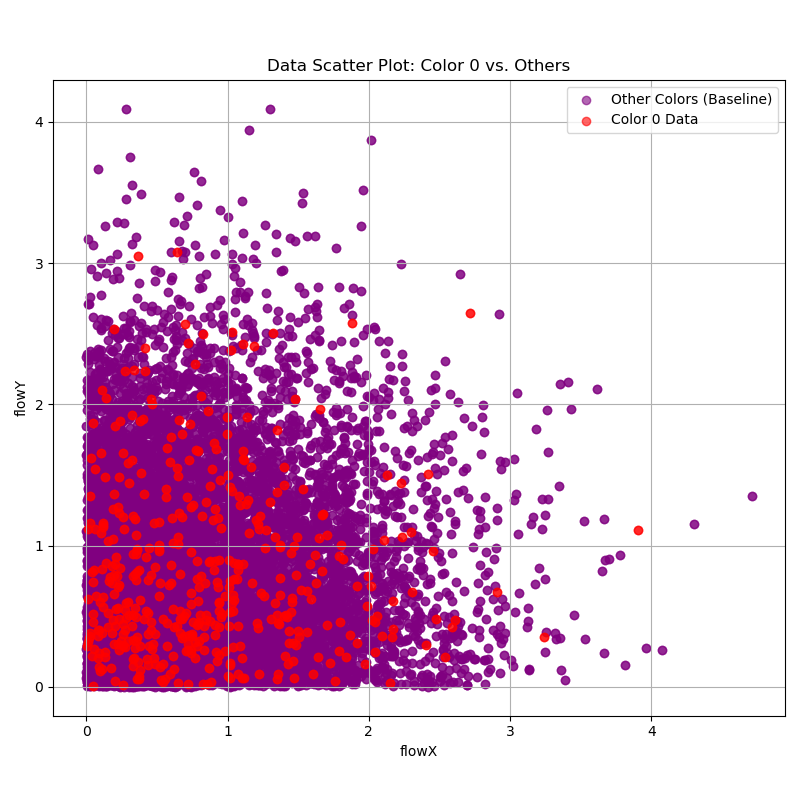 Data Scatter Plot: Color 0 vs. Others
Other Colors (Baseline)
Color 0 Data
flowY
4
3
2
1
0
0 1 2 3 4
flowX